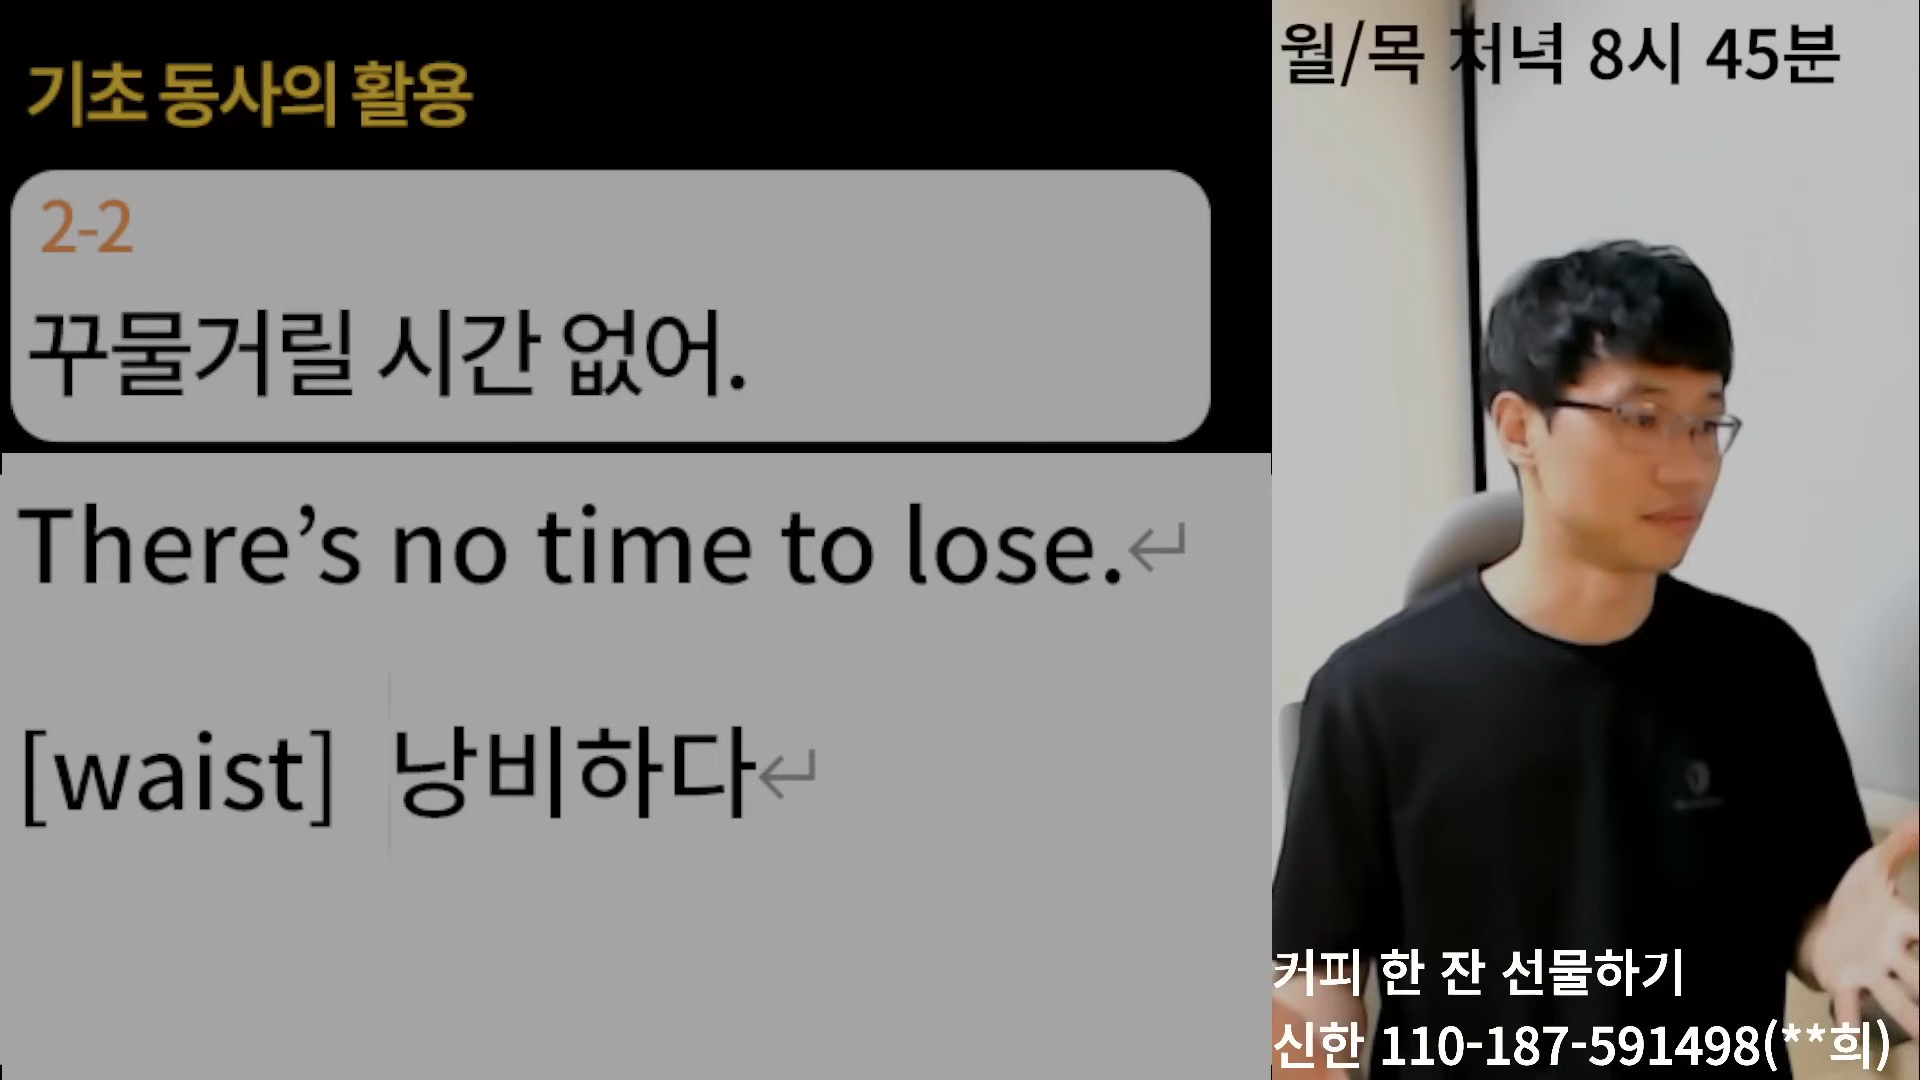 기초 동사의 활용
2-2
꾸물거릴 시간 없어.
There’s no time to lose.↵
[waist] 낭비하다↵
월/목 저녁 8시 45분
커피 한 잔 선물하기
신한 110-187-591498(**희)